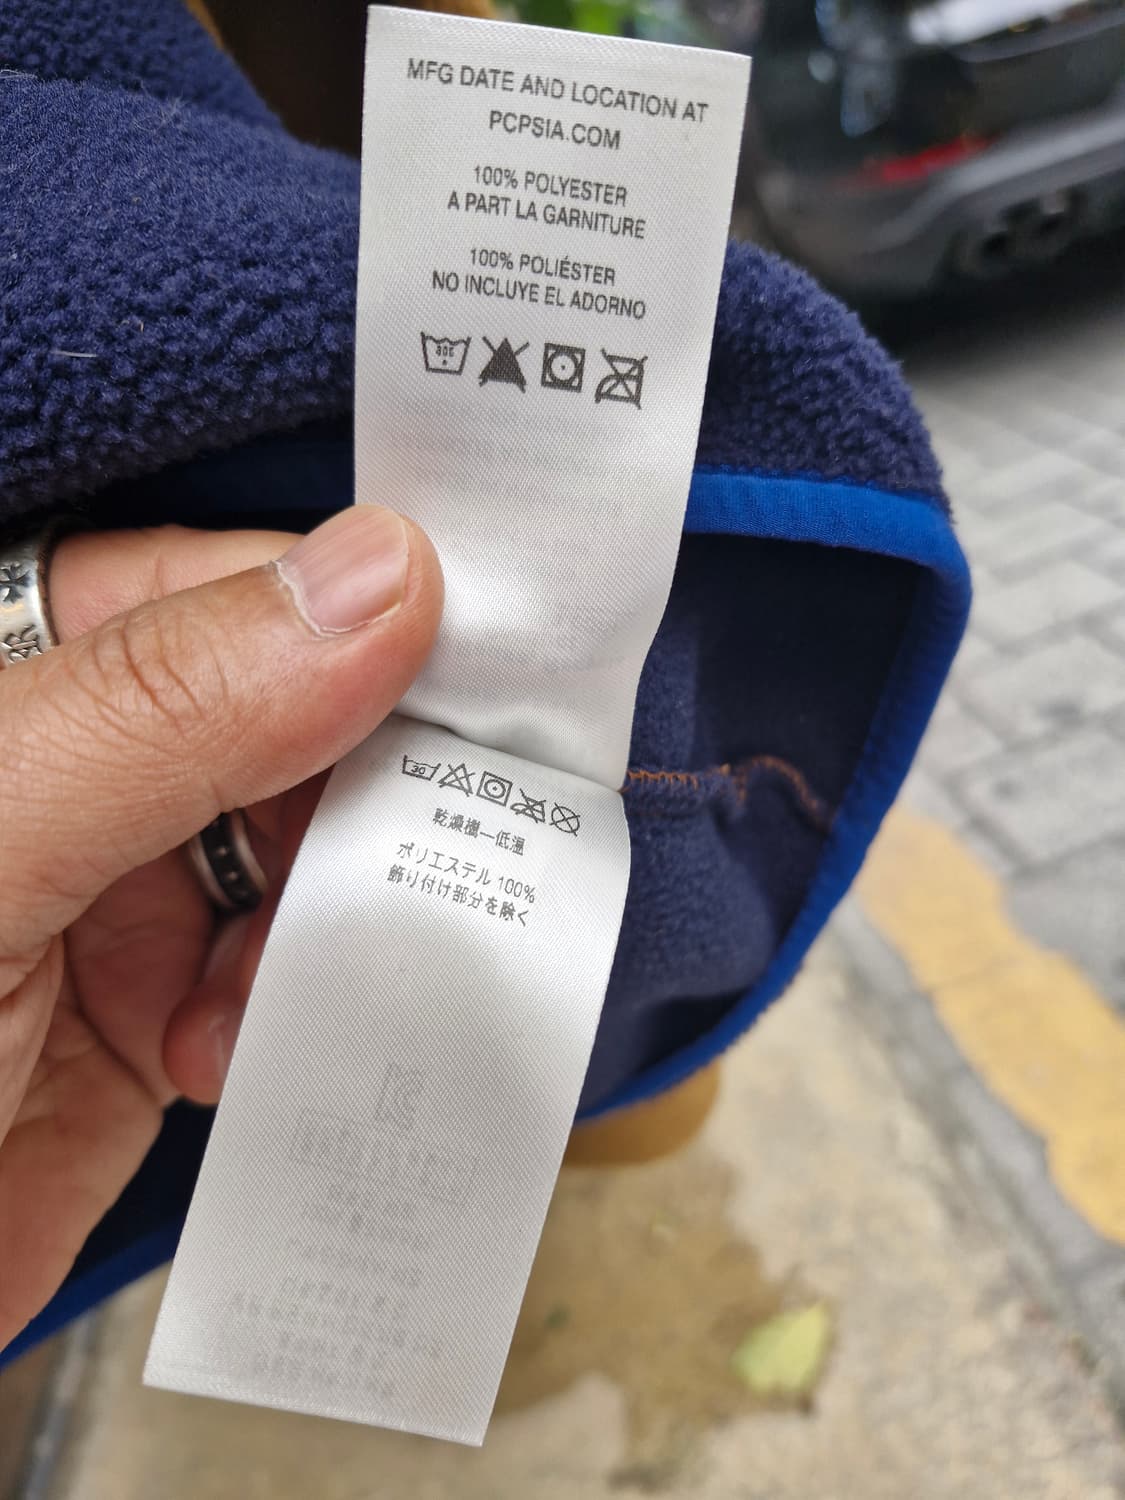 MFG DATE AND LOCATION AT
PCPSIA.COM
100% POLYESTER
A PART LA GARNITURE
100% POLIÉSTER
NO INCLUYE EL ADORNO
30C
30
乾燥機—低温
ポリエステル 100%
飾り付け部分を除く